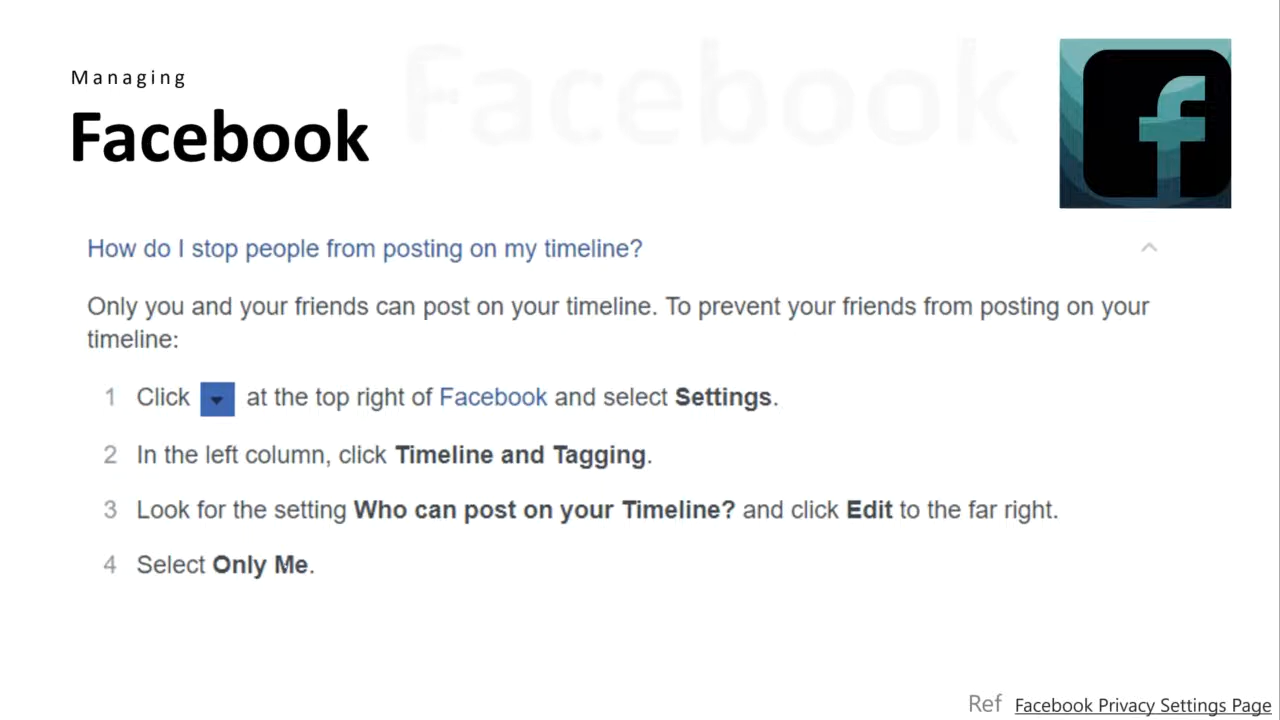 Managing
Facebook
Facebook
How do I stop people from posting on my timeline?
Only you and your friends can post on your timeline. To prevent your friends from posting on your
timeline:
1 Click at the top right of Facebook and select Settings.
2 In the left column, click Timeline and Tagging.
3 Look for the setting Who can post on your Timeline? and click Edit to the far right.
4 Select Only Me.
Ref Facebook Privacy Settings Page